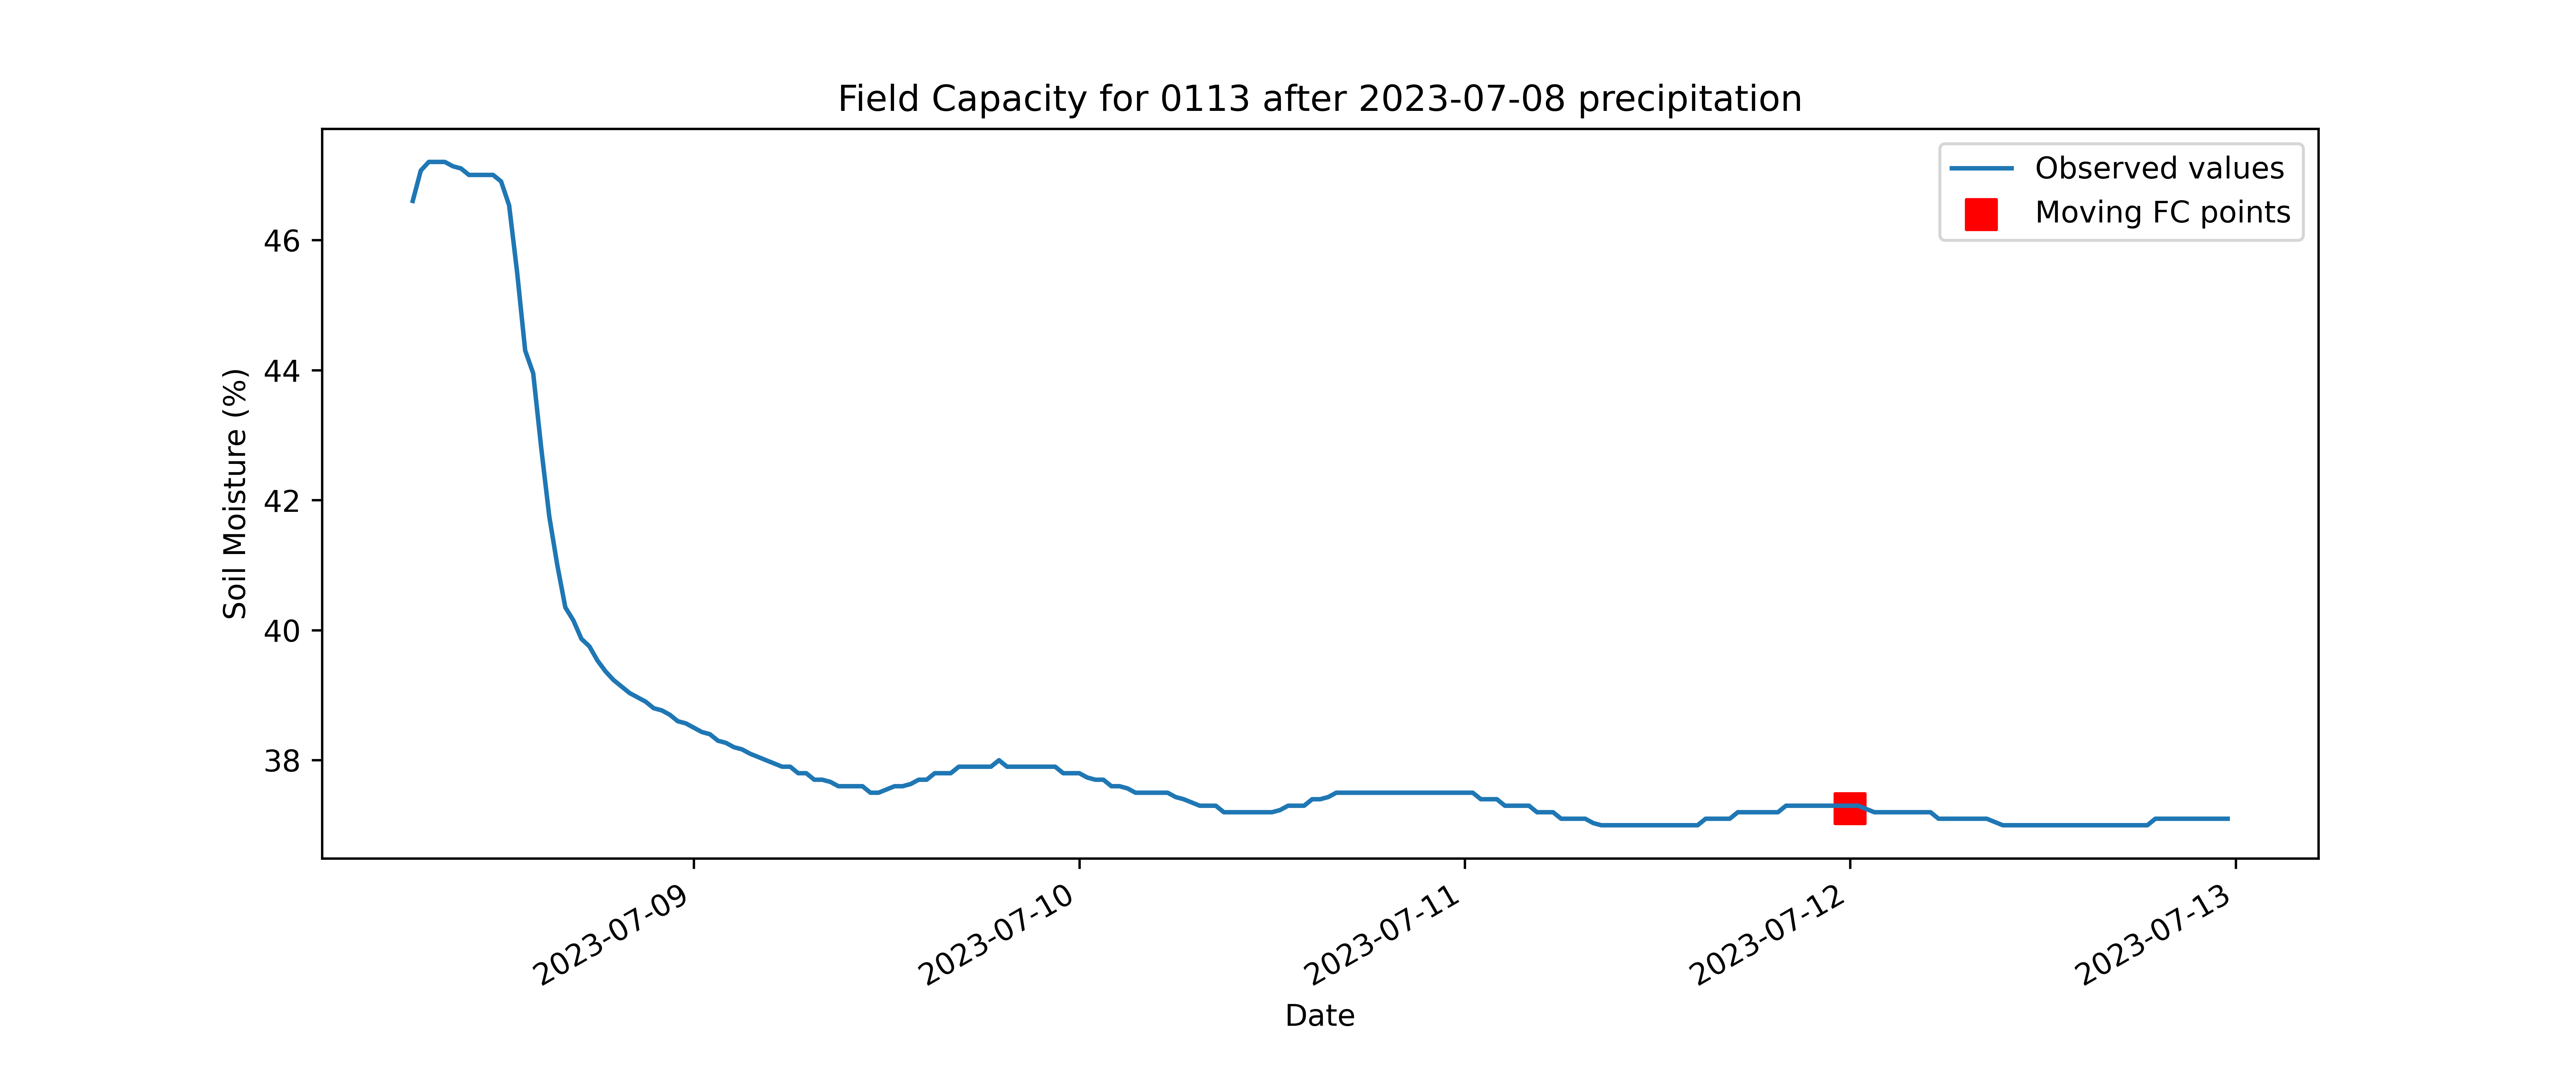 Field Capacity for 0113 after 2023-07-08 precipitation
Observed values
Moving FC points
Soil Moisture (%)
46
44
42
40
38
2023-07-09
2023-07-10
2023-07-11
2023-07-12
2023-07-13
Date